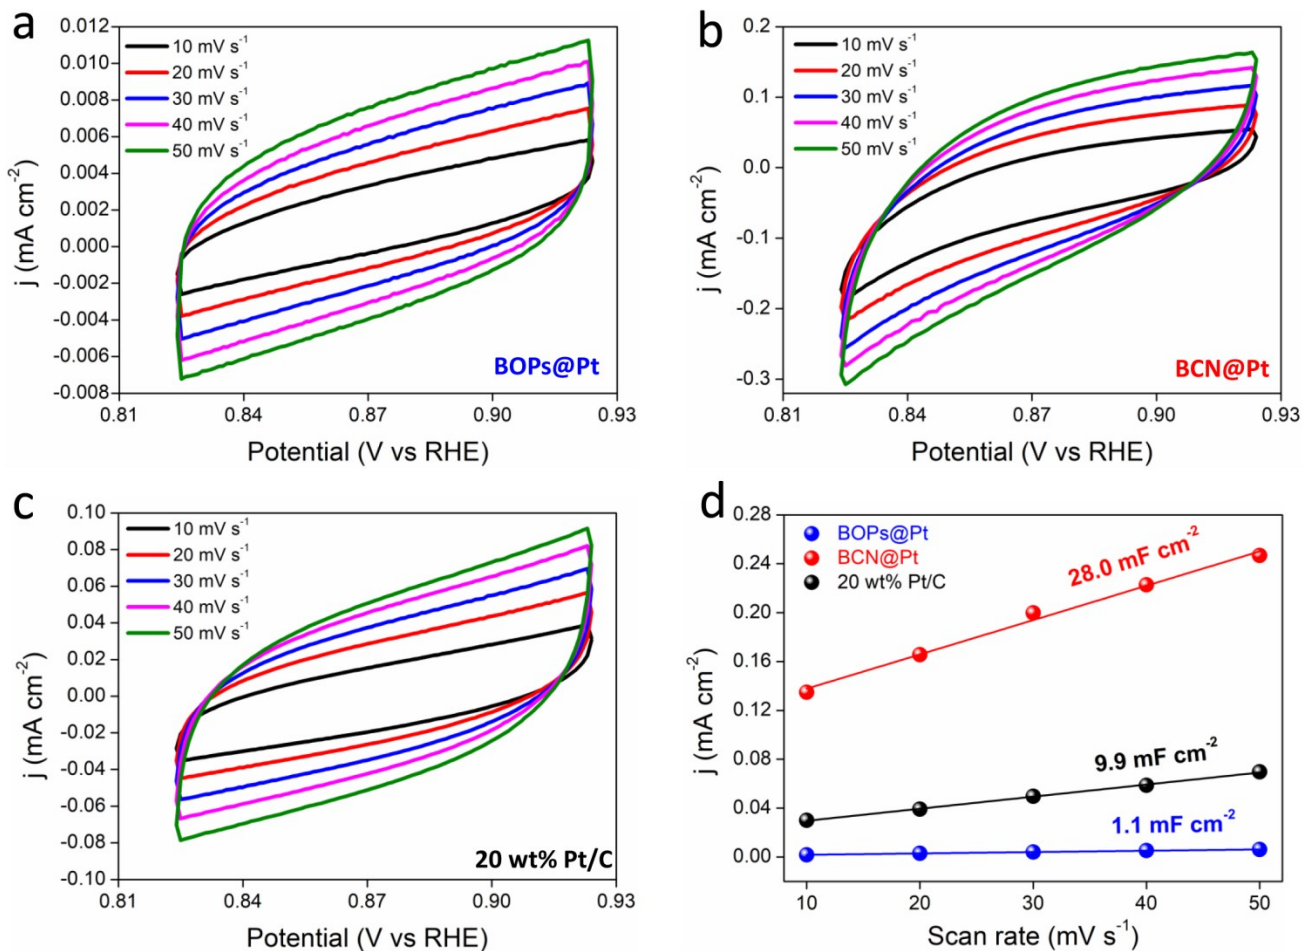 a
0.012
0.010
0.008
0.006
0.004
0.002
0.000
-0.002
-0.004
-0.006
-0.008
j (mA cm⁻²)
10 mV s⁻¹
20 mV s⁻¹
30 mV s⁻¹
40 mV s⁻¹
50 mV s⁻¹
BOPs@Pt
0.81 0.84 0.87 0.90 0.93
Potential (V vs RHE)
b
0.2
0.1
0.0
-0.1
-0.2
-0.3
j (mA cm⁻²)
10 mV s⁻¹
20 mV s⁻¹
30 mV s⁻¹
40 mV s⁻¹
50 mV s⁻¹
BCN@Pt
0.81 0.84 0.87 0.90 0.93
Potential (V vs RHE)
c
0.10
0.08
0.06
0.04
0.02
0.00
-0.02
-0.04
-0.06
-0.08
-0.10
j (mA cm⁻²)
10 mV s⁻¹
20 mV s⁻¹
30 mV s⁻¹
40 mV s⁻¹
50 mV s⁻¹
20 wt% Pt/C
0.81 0.84 0.87 0.90 0.93
Potential (V vs RHE)
d
0.28
0.24
0.20
0.16
0.12
0.08
0.04
0.00
j (mA cm⁻²)
BOPs@Pt
BCN@Pt
20 wt% Pt/C
28.0 mF cm⁻²
9.9 mF cm⁻²
1.1 mF cm⁻²
10 20 30 40 50
Scan rate (mV s⁻¹)